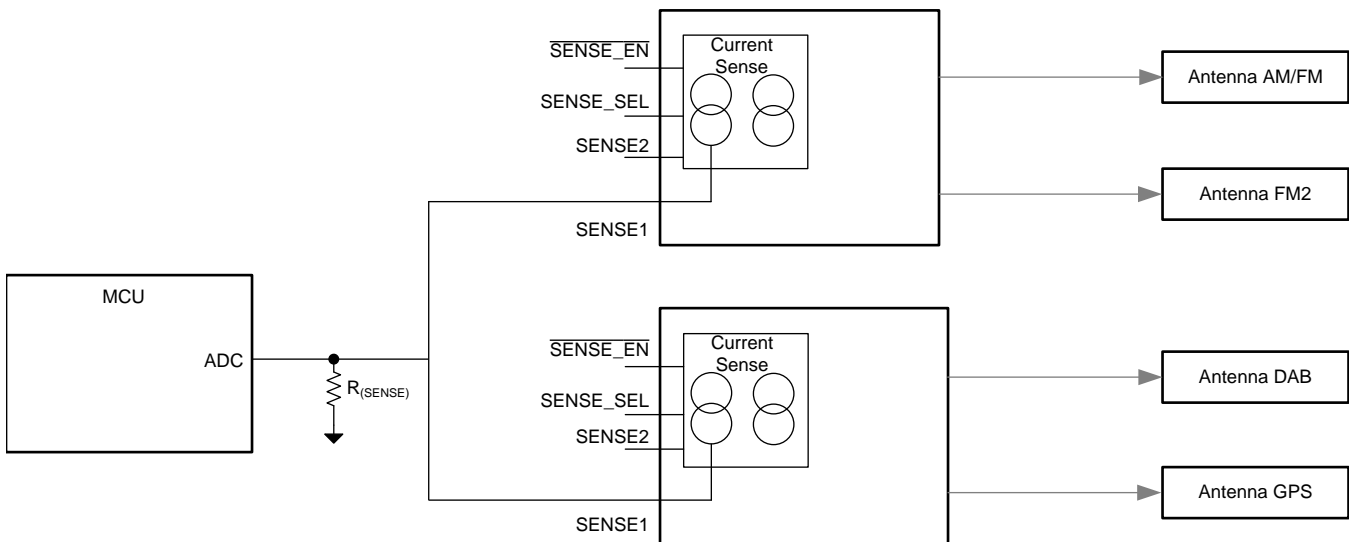 SENSE_EN
SENSE_SEL
SENSE2
SENSE1
Current
Sense
Antenna AM/FM
Antenna FM2
MCU
ADC
R(SENSE)
SENSE_EN
SENSE_SEL
SENSE2
SENSE1
Current
Sense
Antenna DAB
Antenna GPS